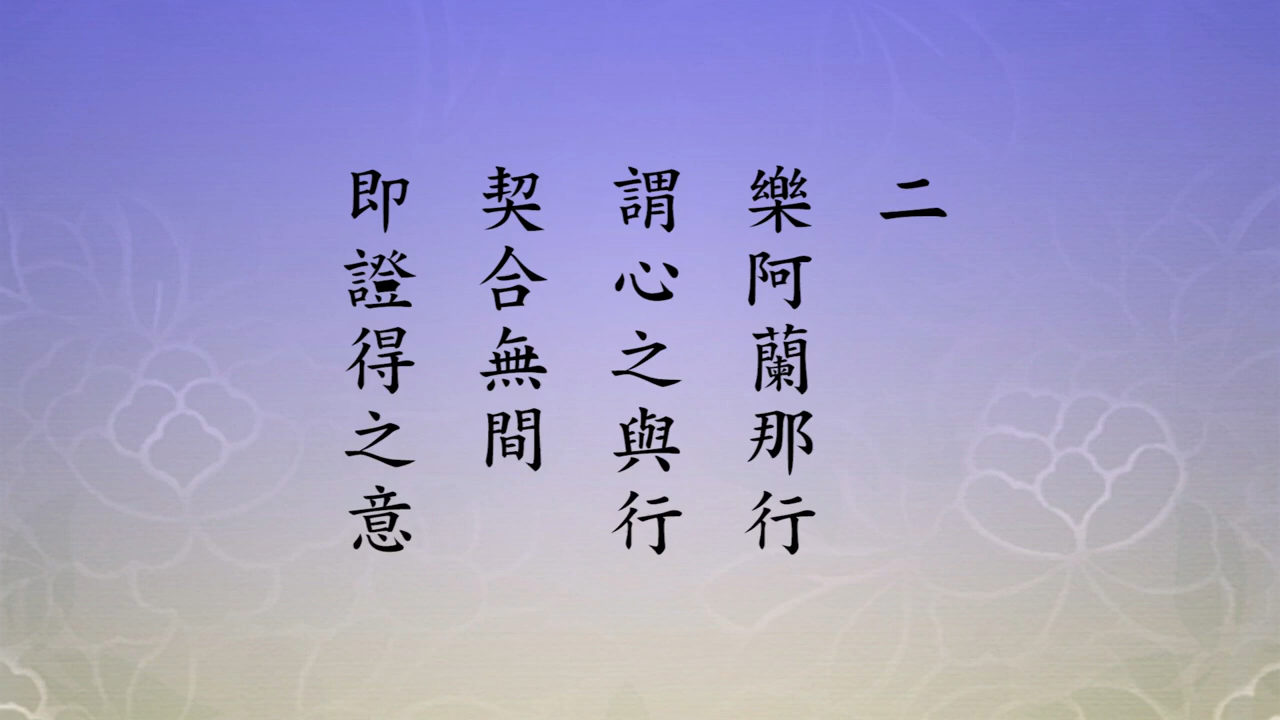 二
樂阿蘭那行
謂心之與行
契合無間
即證得之意